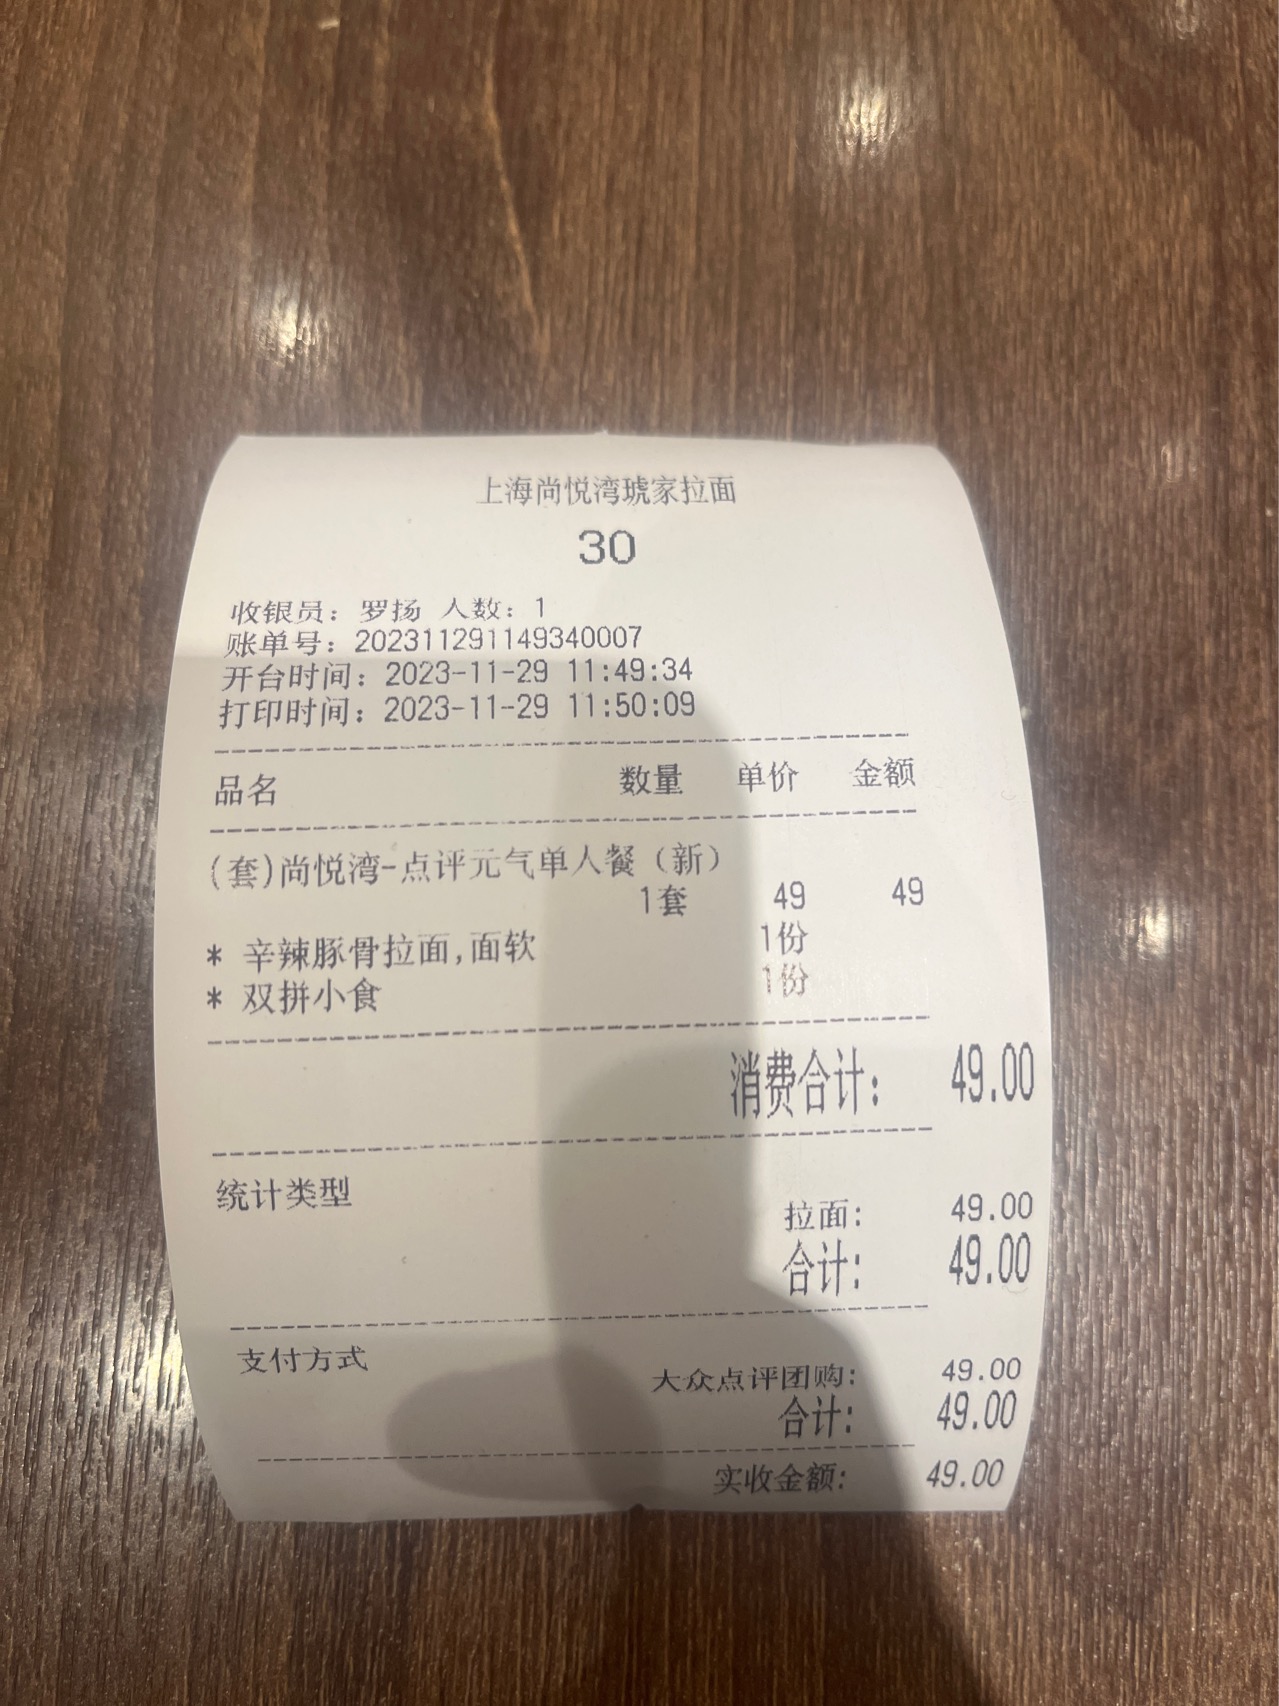 上海尚悦湾琥家拉面
30
收银员：罗扬 人数：1
账单号：202311291149340007
开台时间：2023-11-29 11:49:34
打印时间：2023-11-29 11:50:09
品名 数量 单价 金额
(套)尚悦湾-点评元气单人餐（新）
1套 49 49
* 辛辣豚骨拉面,面软 1份
* 双拼小食 1份
消费合计： 49.00
统计类型
拉面： 49.00
合计： 49.00
支付方式
大众点评团购： 49.00
合计： 49.00
实收金额： 49.00